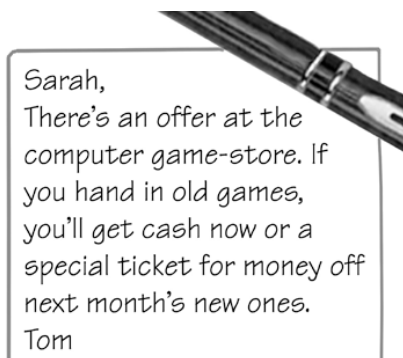 Sarah,
There's an offer at the
computer game-store. If
you hand in old games,
you'll get cash now or a
special ticket for money off
next month's new ones.
Tom